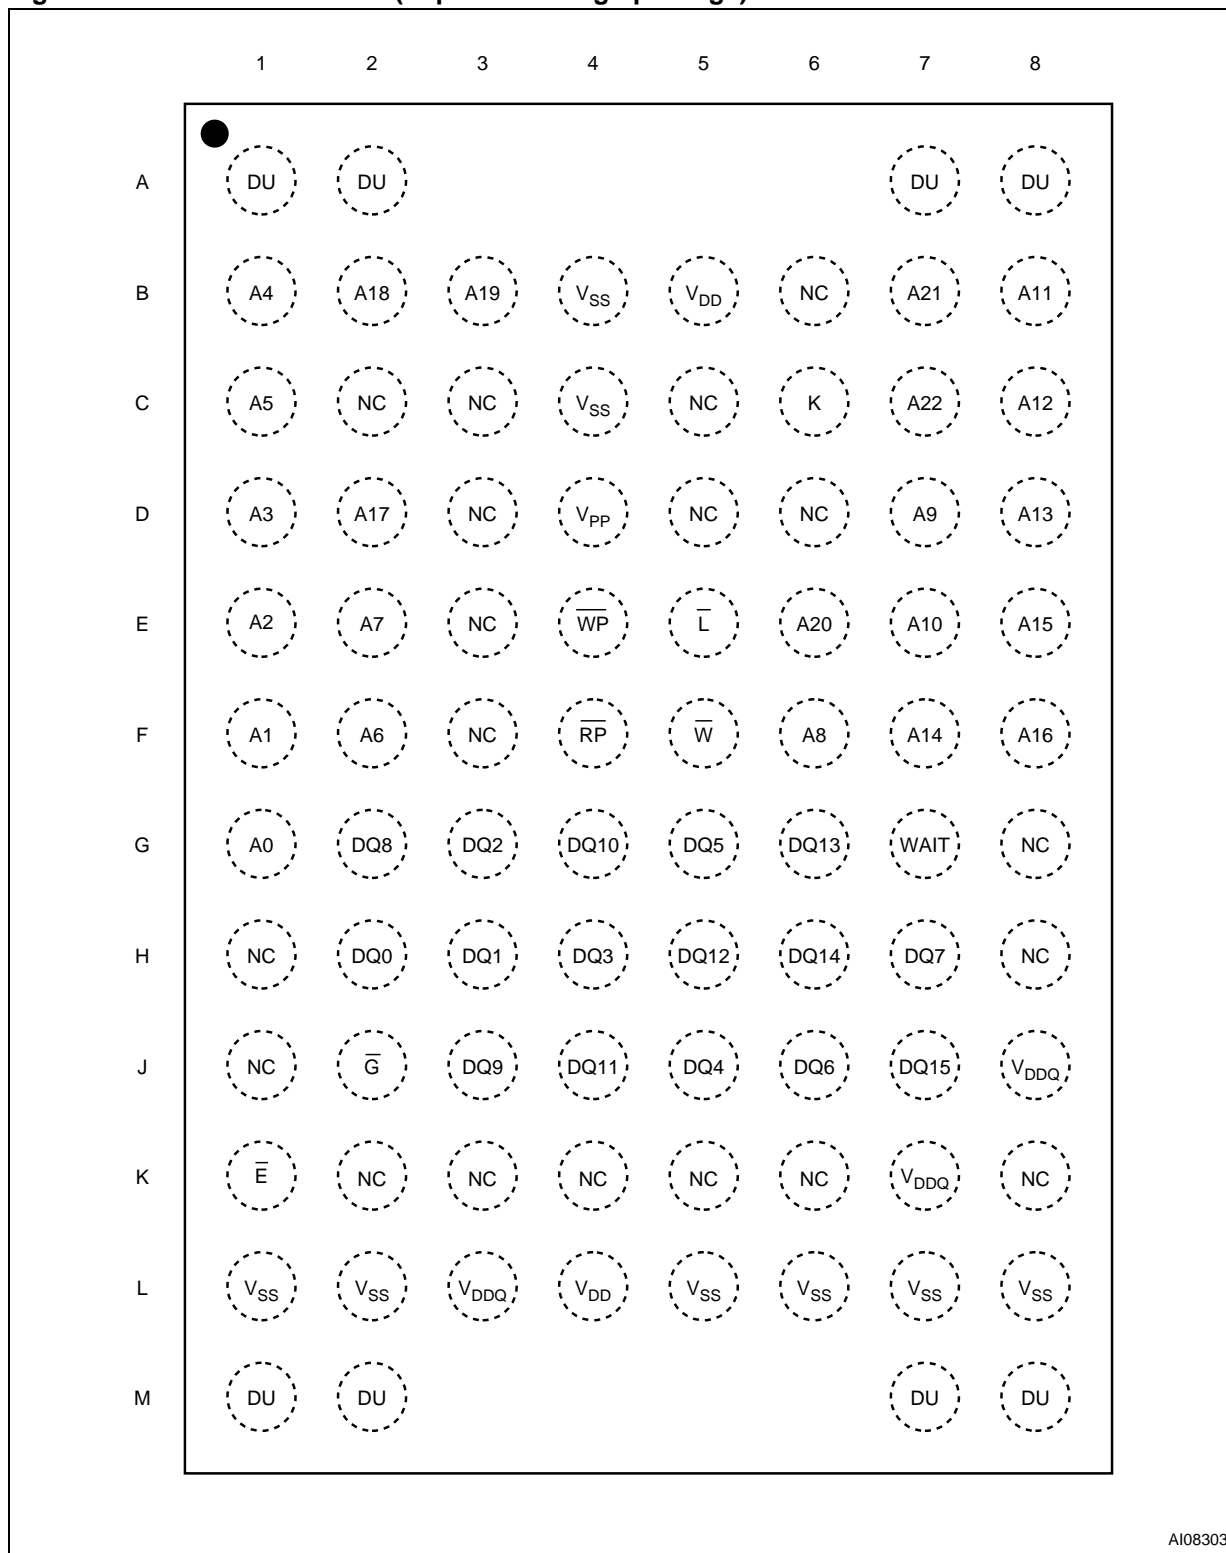 1 2 3 4 5 6 7 8
A DU DU DU DU
B A4 A18 A19 VSS VDD NC A21 A11
C A5 NC NC VSS NC K A22 A12
D A3 A17 NC VPP NC NC A9 A13
E A2 A7 NC W̅P̅ L̅ A20 A10 A15
F A1 A6 NC R̅P̅ W̅ A8 A14 A16
G A0 DQ8 DQ2 DQ10 DQ5 DQ13 WAIT NC
H NC DQ0 DQ1 DQ3 DQ12 DQ14 DQ7 NC
J NC G̅ DQ9 DQ11 DQ4 DQ6 DQ15 VDDQ
K E̅ NC NC NC NC NC VDDQ NC
L VSS VSS VDDQ VDD VSS VSS VSS VSS
M DU DU DU DU
AI08303